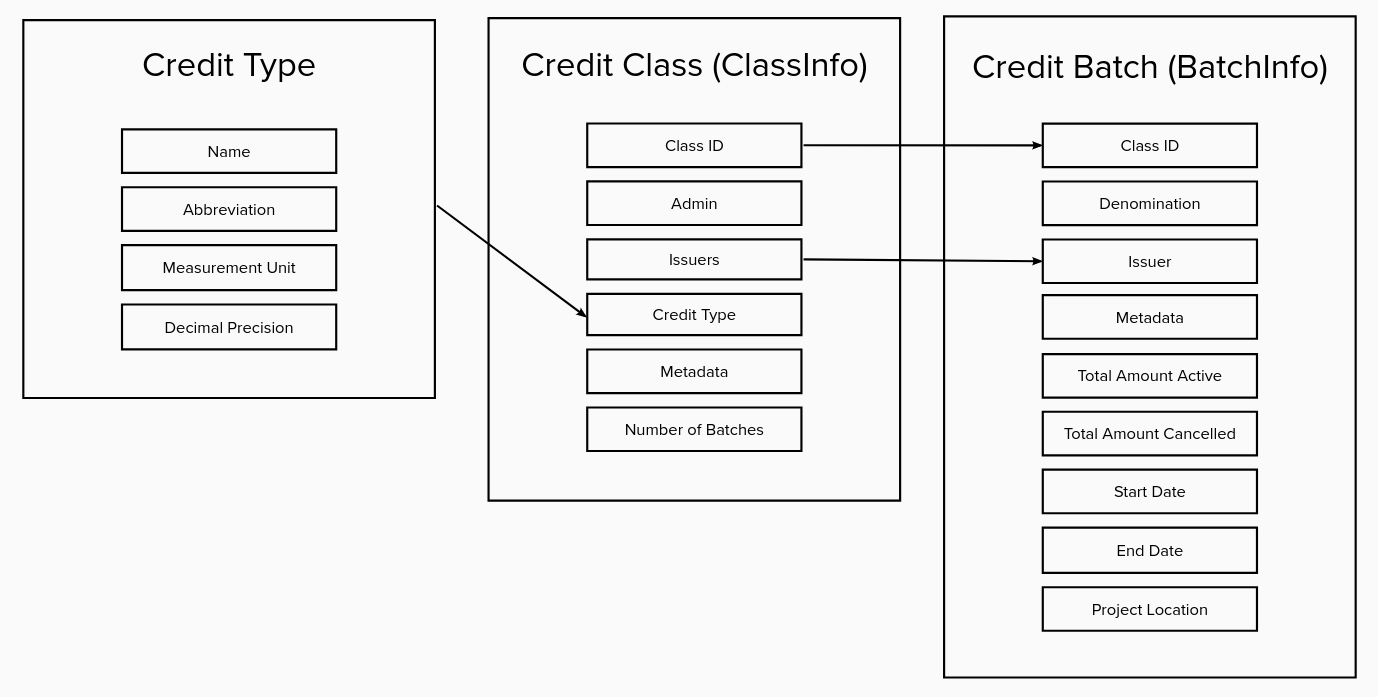 Credit Type
Name
Abbreviation
Measurement Unit
Decimal Precision
Credit Class (ClassInfo)
Class ID
Admin
Issuers
Credit Type
Metadata
Number of Batches
Credit Batch (BatchInfo)
Class ID
Denomination
Issuer
Metadata
Total Amount Active
Total Amount Cancelled
Start Date
End Date
Project Location